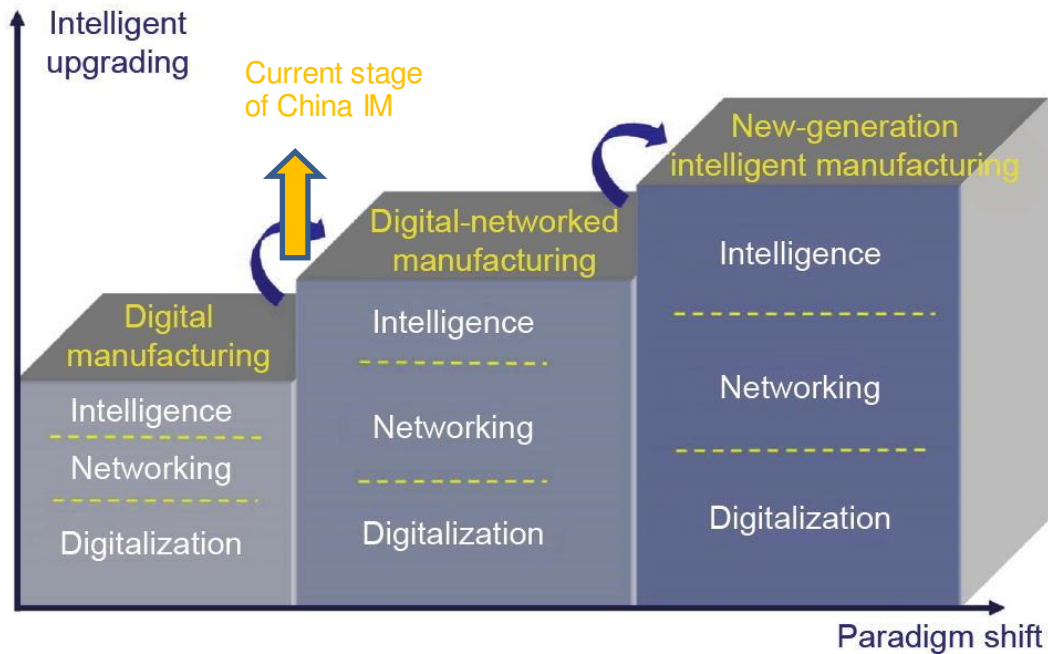 Intelligent
upgrading
Current stage
of China IM
New-generation
intelligent manufacturing
Digital-networked
manufacturing
Digital
manufacturing
Intelligence
Networking
Digitalization
Intelligence
Networking
Digitalization
Intelligence
Networking
Digitalization
Paradigm shift